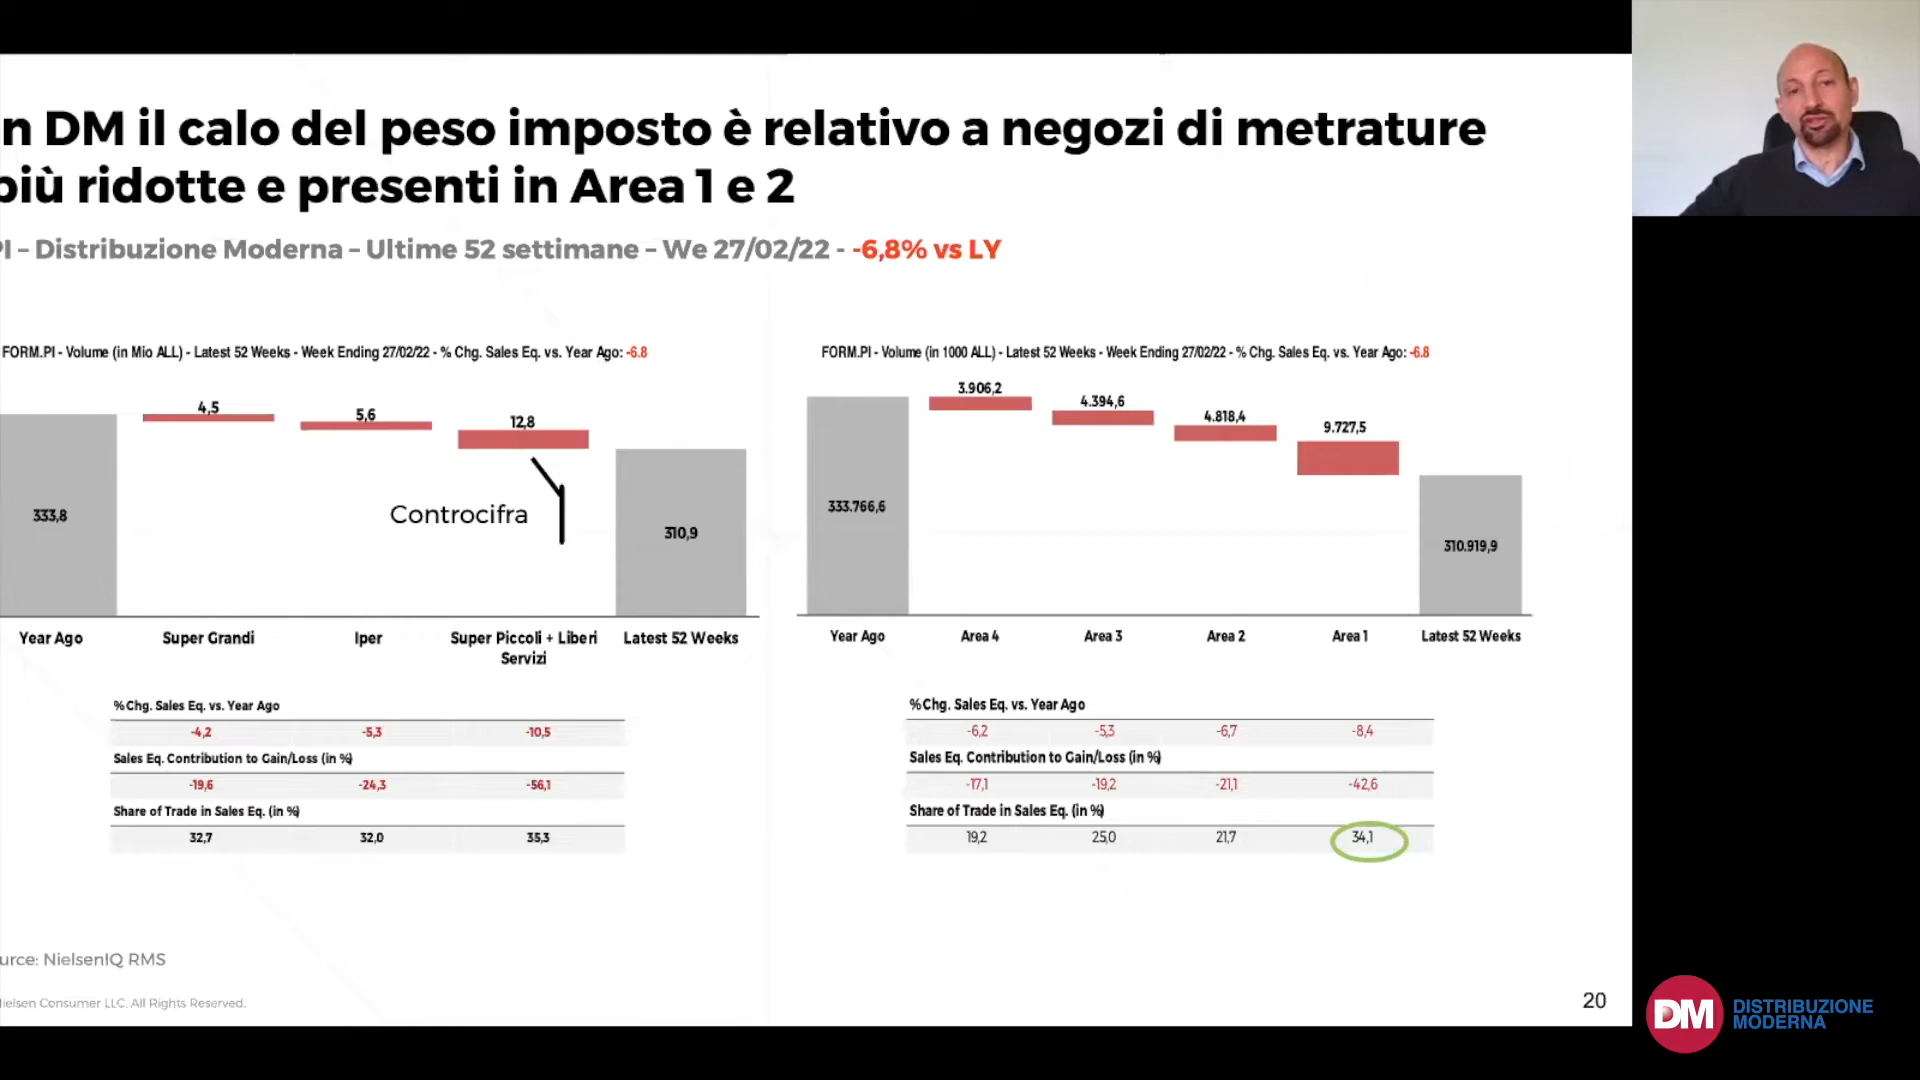 n DM il calo del peso imposto è relativo a negozi di metrature
più ridotte e presenti in Area 1 e 2
PI – Distribuzione Moderna – Ultime 52 settimane – We 27/02/22 - -6,8% vs LY
FORM.PI - Volume (in Mio ALL) - Latest 52 Weeks - Week Ending 27/02/22 - % Chg. Sales Eq. vs. Year Ago: -6.8
4,5
5,6
12,8
333,8
Controcifra
310,9
Year Ago
Super Grandi
Iper
Super Piccoli + Liberi
Servizi
Latest 52 Weeks
% Chg. Sales Eq. vs. Year Ago
-4,2 -5,3 -10,5
Sales Eq. Contribution to Gain/Loss (in %)
-19,6 -24,3 -56,1
Share of Trade in Sales Eq. (in %)
32,7 32,0 35,3
FORM.PI - Volume (in 1000 ALL) - Latest 52 Weeks - Week Ending 27/02/22 - % Chg. Sales Eq. vs. Year Ago: -6.8
3.906,2
4.394,6
4.818,4
9.727,5
333.766,6
310.919,9
Year Ago
Area 4
Area 3
Area 2
Area 1
Latest 52 Weeks
% Chg. Sales Eq. vs. Year Ago
-6,2 -5,3 -6,7 -8,4
Sales Eq. Contribution to Gain/Loss (in %)
-17,1 -19,2 -21,1 -42,6
Share of Trade in Sales Eq. (in %)
19,2 25,0 21,7 34,1
urce: NielsenIQ RMS
ielsen Consumer LLC. All Rights Reserved.
20
DM DISTRIBUZIONE
MODERNA